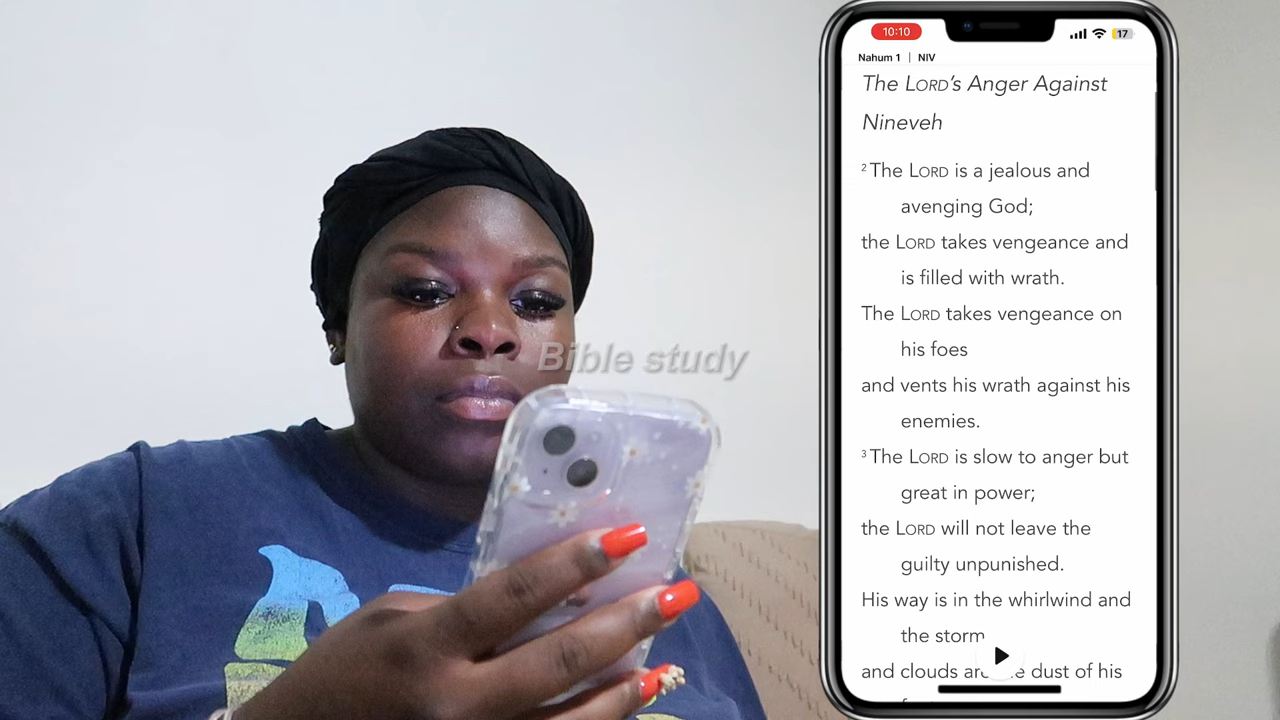 Bible study
10:10
17
Nahum 1 | NIV
The LORD's Anger Against
Nineveh
2 The LORD is a jealous and
avenging God;
the LORD takes vengeance and
is filled with wrath.
The LORD takes vengeance on
his foes
and vents his wrath against his
enemies.
3 The LORD is slow to anger but
great in power;
the LORD will not leave the
guilty unpunished.
His way is in the whirlwind and
the storm
and clouds are the dust of his